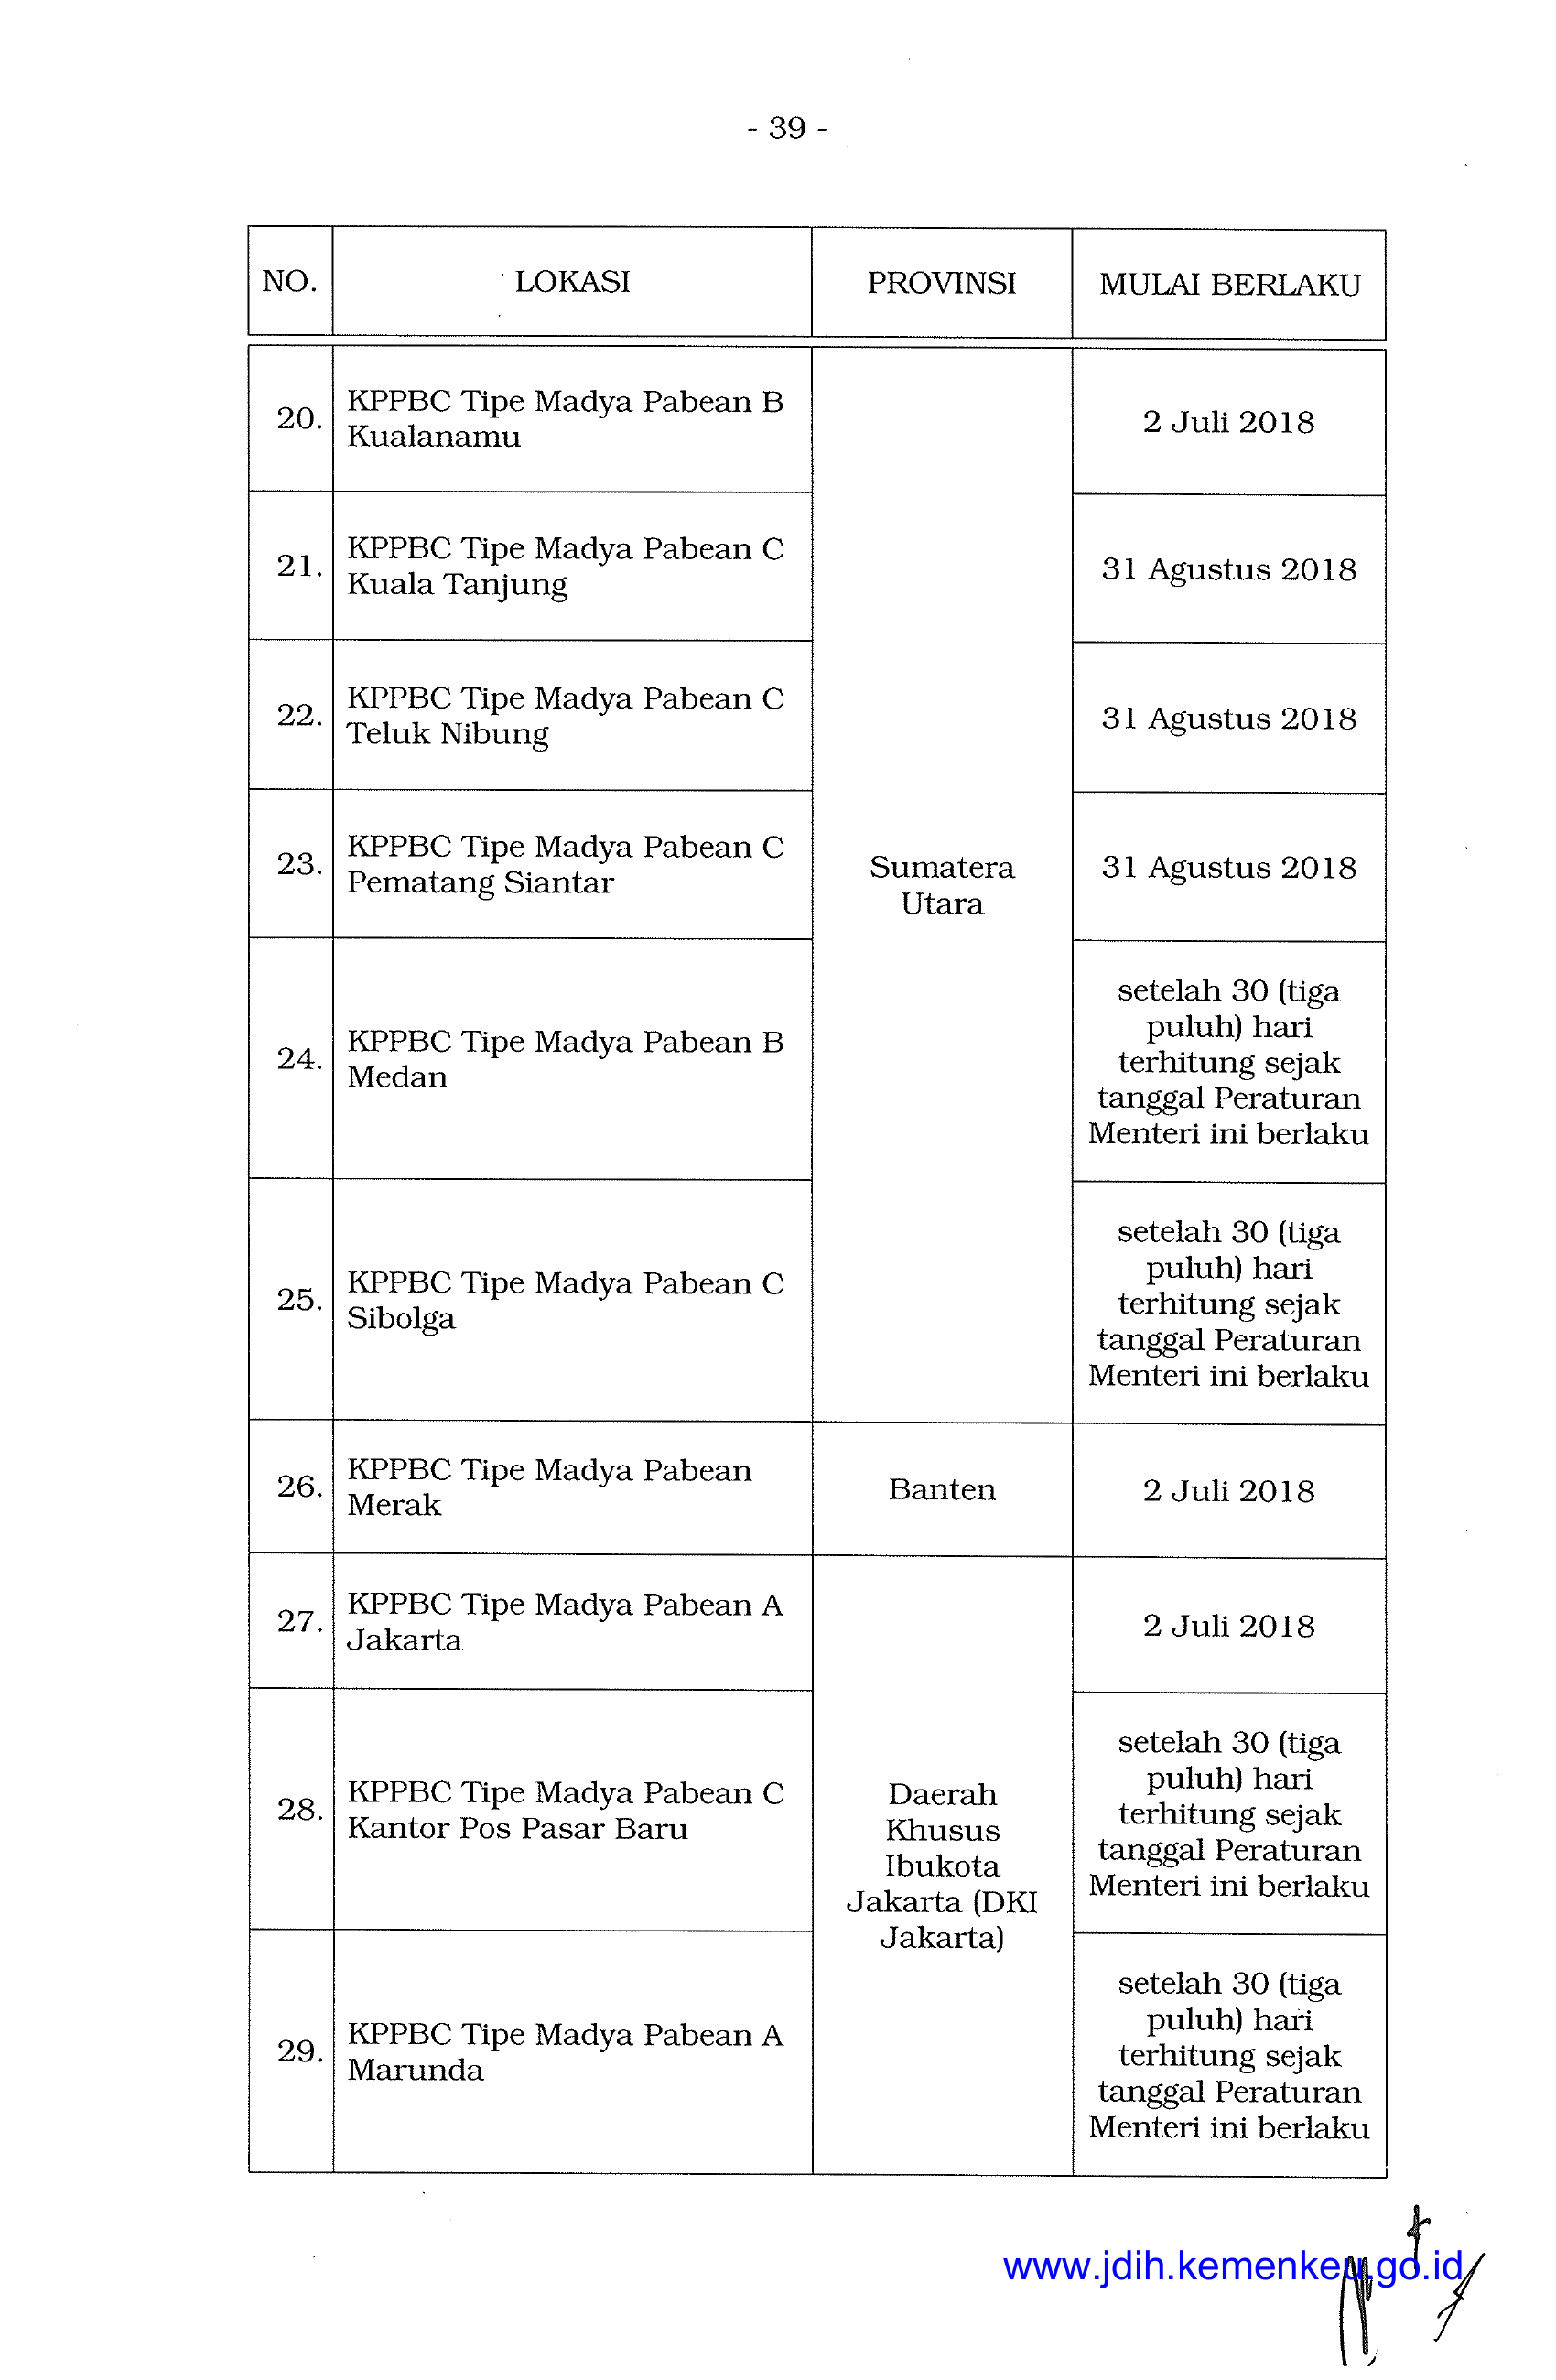 - 39 -
NO. LOKASI PROVINSI MULAI BERLAKU
20. KPPBC Tipe Madya Pabean B
Kualanamu
2 Juli 2018
21. KPPBC Tipe Madya Pabean C
Kuala Tanjung
31 Agustus 2018
22. KPPBC Tipe Madya Pabean C
Teluk Nibung
31 Agustus 2018
23. KPPBC Tipe Madya Pabean C
Pematang Siantar
Sumatera
Utara
31 Agustus 2018
24. KPPBC Tipe Madya Pabean B
Medan
setelah 30 (tiga
puluh) hari
terhitung sejak
tanggal Peraturan
Menteri ini berlaku
25. KPPBC Tipe Madya Pabean C
Sibolga
setelah 30 (tiga
puluh) hari
terhitung sejak
tanggal Peraturan
Menteri ini berlaku
26. KPPBC Tipe Madya Pabean
Merak
Banten
2 Juli 2018
27. KPPBC Tipe Madya Pabean A
Jakarta
2 Juli 2018
28. KPPBC Tipe Madya Pabean C
Kantor Pos Pasar Baru
Daerah
Khusus
Ibukota
Jakarta (DKI
Jakarta)
setelah 30 (tiga
puluh) hari
terhitung sejak
tanggal Peraturan
Menteri ini berlaku
29. KPPBC Tipe Madya Pabean A
Marunda
setelah 30 (tiga
puluh) hari
terhitung sejak
tanggal Peraturan
Menteri ini berlaku
www.jdih.kemenkeu.go.id